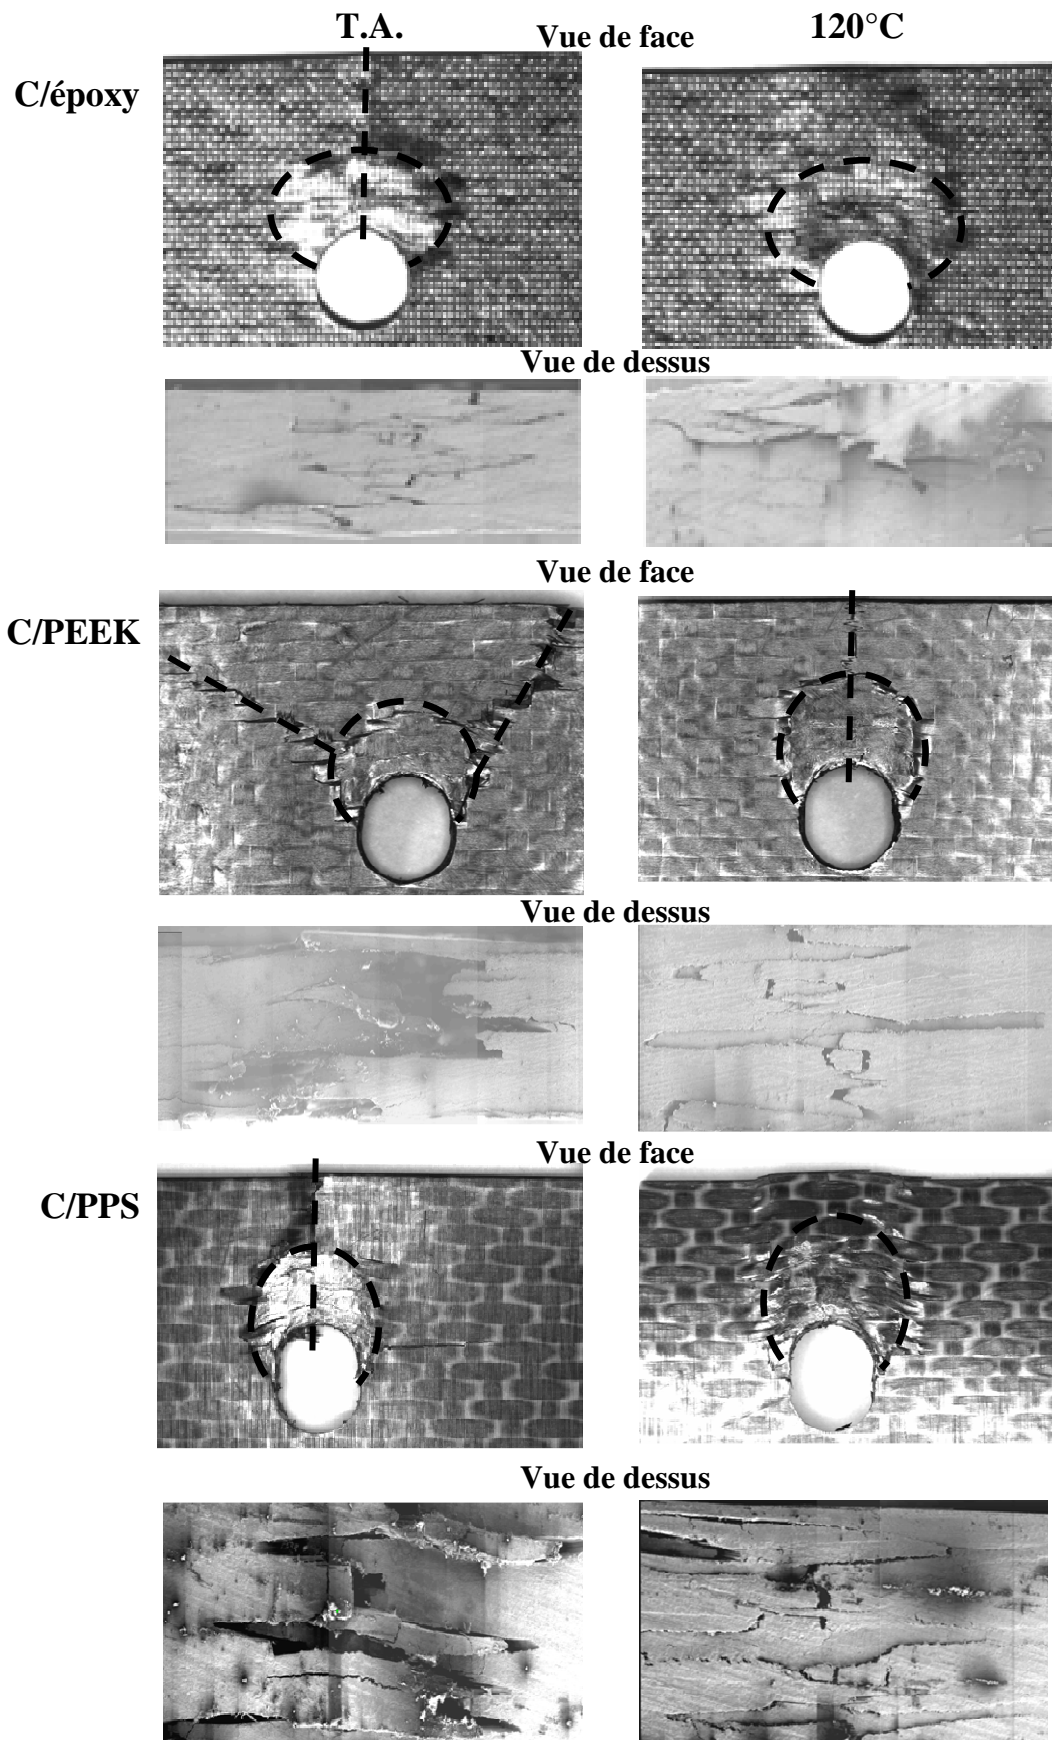 T.A.
Vue de face
120°C
C/époxy
Vue de dessus
Vue de face
C/PEEK
Vue de dessus
Vue de face
C/PPS
Vue de dessus